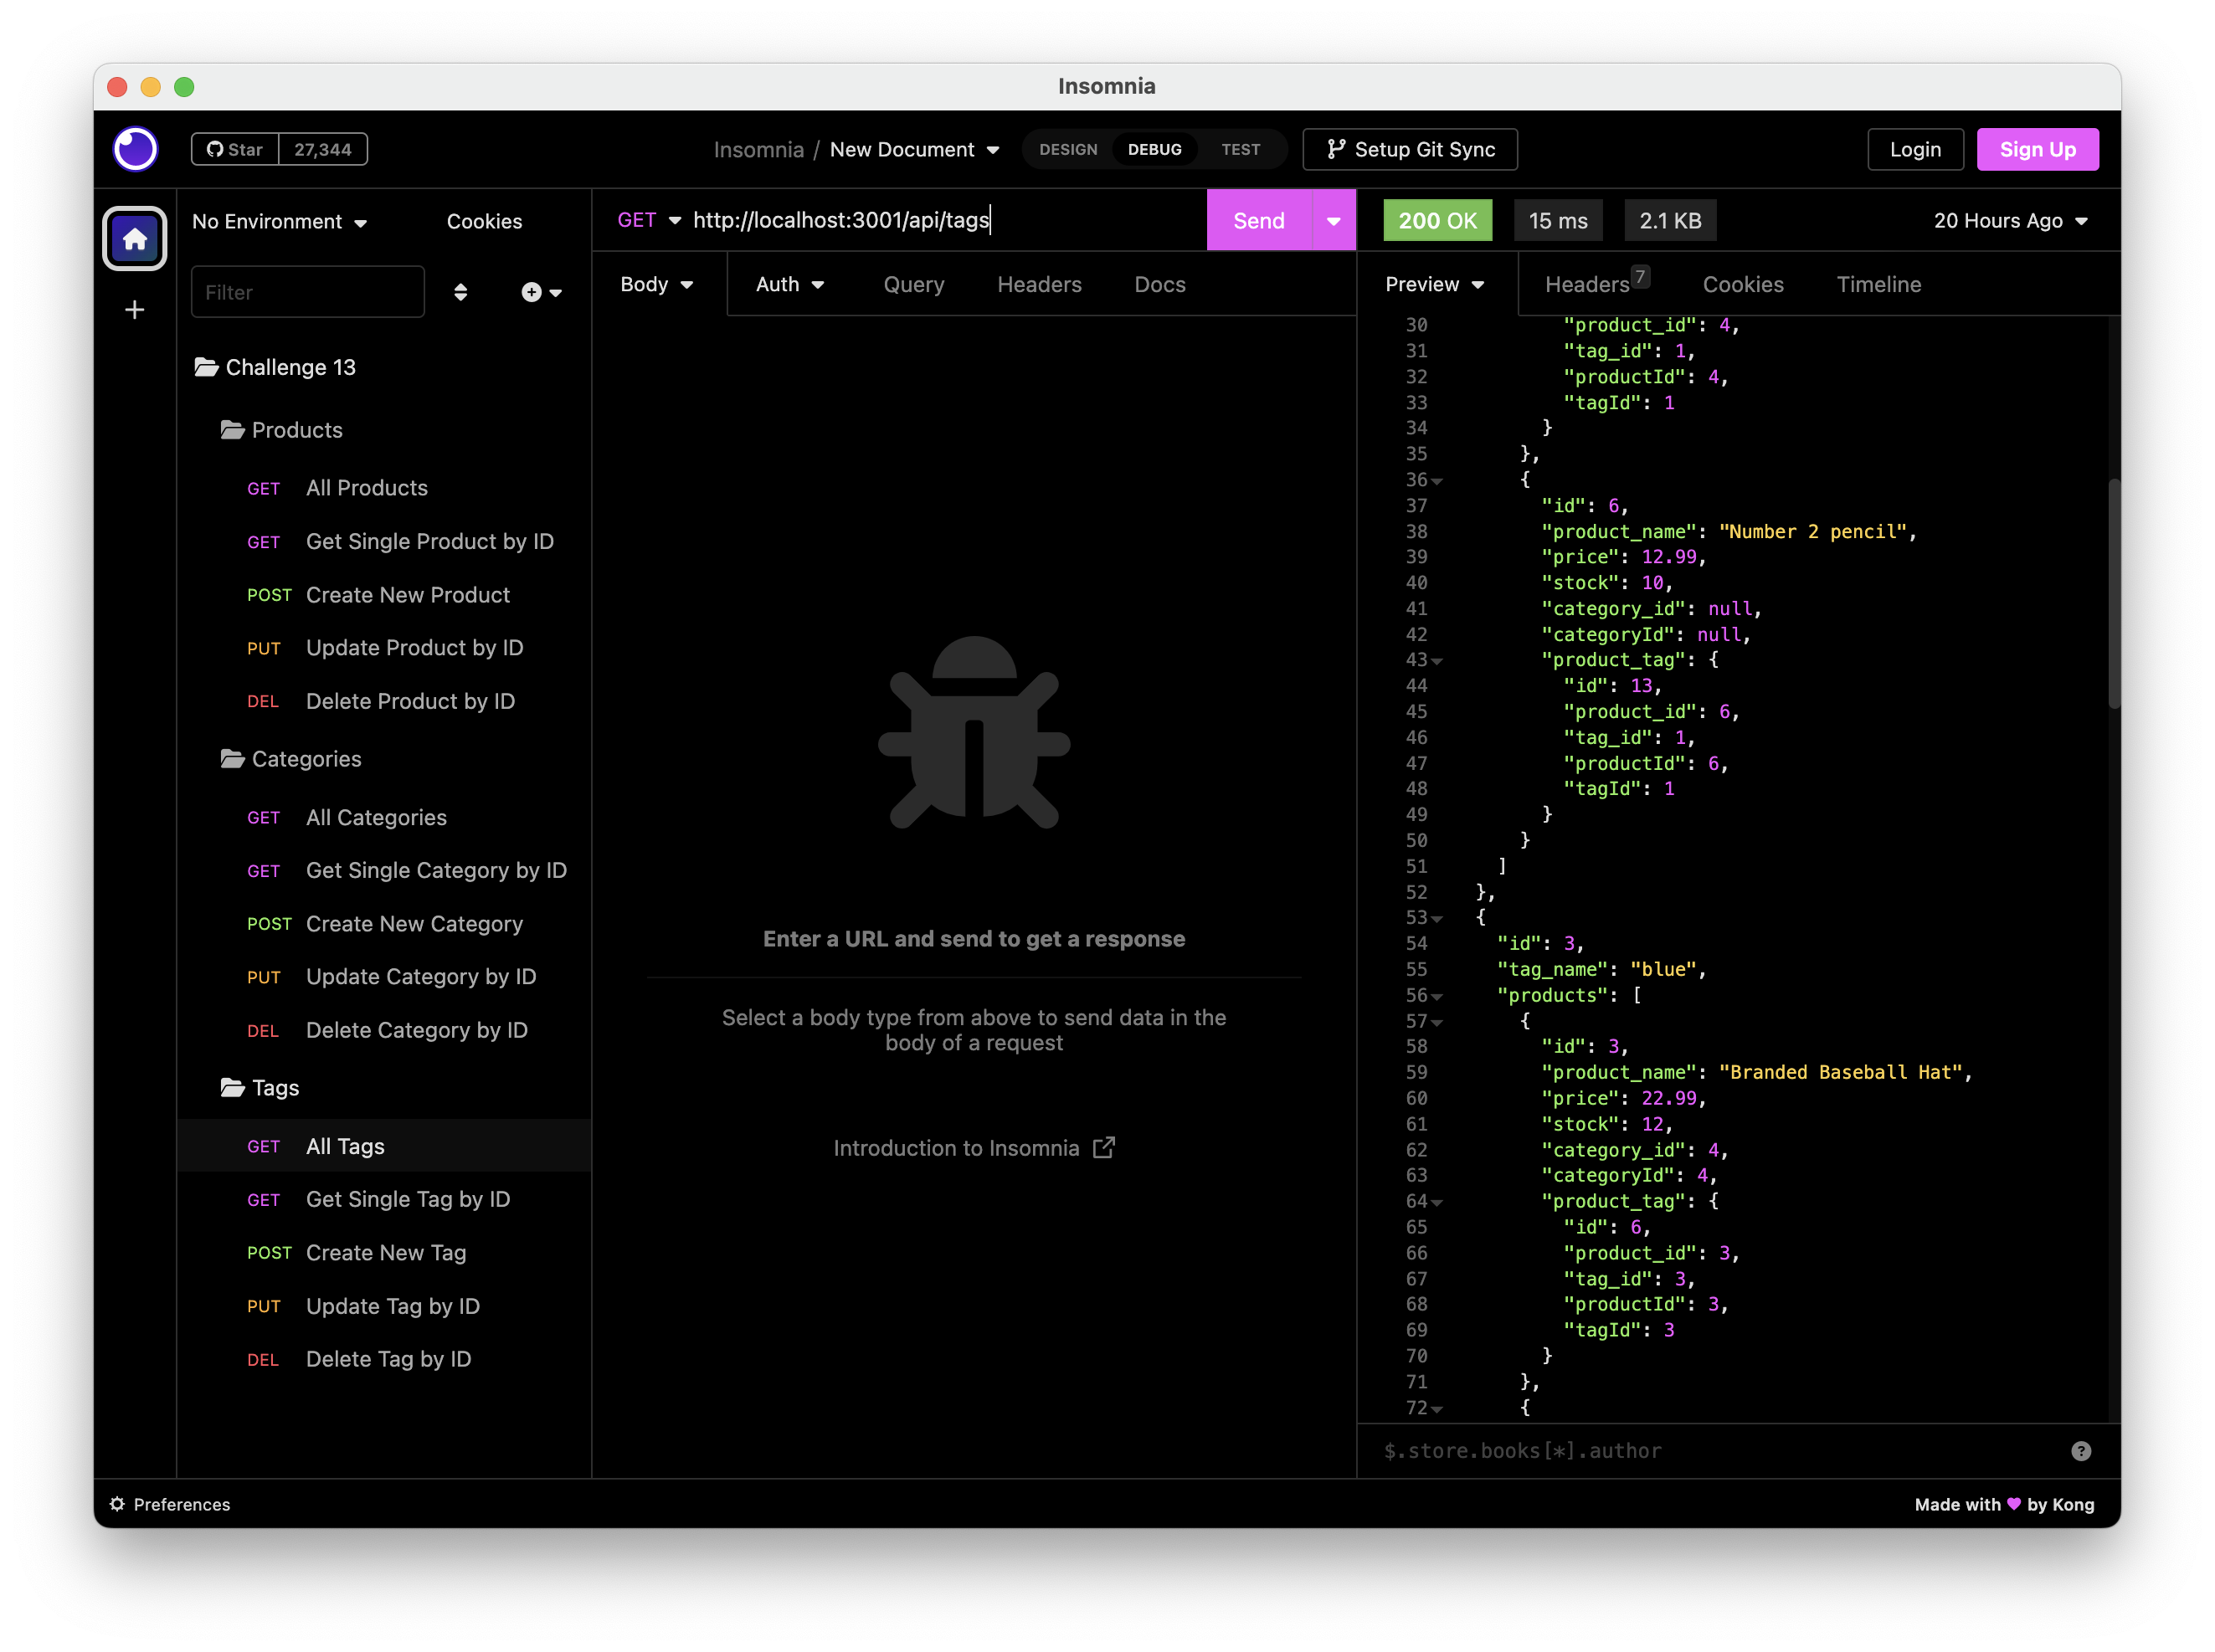 Insomnia
Star 27,344
Insomnia / New Document
DESIGN DEBUG TEST
Setup Git Sync
Login
Sign Up
No Environment
Cookies
Filter
Challenge 13
Products
GET All Products
GET Get Single Product by ID
POST Create New Product
PUT Update Product by ID
DEL Delete Product by ID
Categories
GET All Categories
GET Get Single Category by ID
POST Create New Category
PUT Update Category by ID
DEL Delete Category by ID
Tags
GET All Tags
GET Get Single Tag by ID
POST Create New Tag
PUT Update Tag by ID
DEL Delete Tag by ID
GET http://localhost:3001/api/tags
Send
Body Auth Query Headers Docs
Enter a URL and send to get a response
Select a body type from above to send data in the
body of a request
Introduction to Insomnia
200 OK 15 ms 2.1 KB 20 Hours Ago
Preview Headers 7 Cookies Timeline
30 "product_id": 4,
31 "tag_id": 1,
32 "productId": 4,
33 "tagId": 1
34 }
35 },
36 {
37 "id": 6,
38 "product_name": "Number 2 pencil",
39 "price": 12.99,
40 "stock": 10,
41 "category_id": null,
42 "categoryId": null,
43 "product_tag": {
44 "id": 13,
45 "product_id": 6,
46 "tag_id": 1,
47 "productId": 6,
48 "tagId": 1
49 }
50 }
51 ]
52 },
53 {
54 "id": 3,
55 "tag_name": "blue",
56 "products": [
57 {
58 "id": 3,
59 "product_name": "Branded Baseball Hat",
60 "price": 22.99,
61 "stock": 12,
62 "category_id": 4,
63 "categoryId": 4,
64 "product_tag": {
65 "id": 6,
66 "product_id": 3,
67 "tag_id": 3,
68 "productId": 3,
69 "tagId": 3
70 }
71 },
72 {
$.store.books[*].author
Preferences
Made with ♥ by Kong